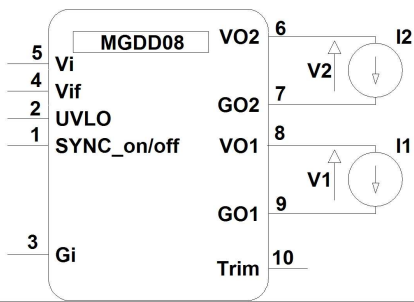 MGDD08
VO2 6 I2
5 Vi
V2
4 Vif
GO2 7
2 UVLO
1 SYNC_on/off VO1 8 I1
V1
GO1 9
3 Gi
Trim 10